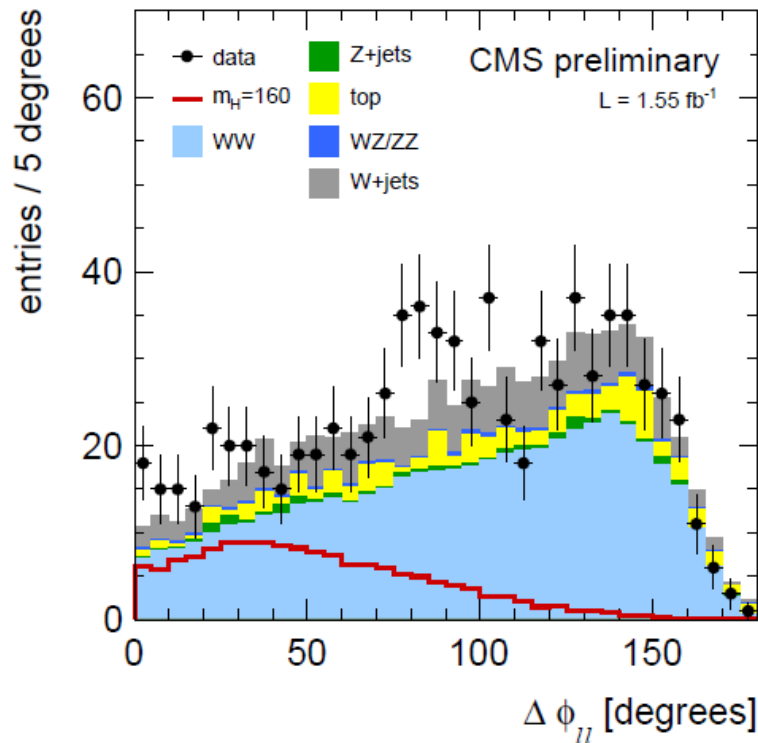 CMS preliminary
L = 1.55 fb⁻¹
data
m_H=160
WW
Z+jets
top
WZ/ZZ
W+jets
entries / 5 degrees
60
40
20
0
0
50
100
150
Δ ϕ_ll [degrees]